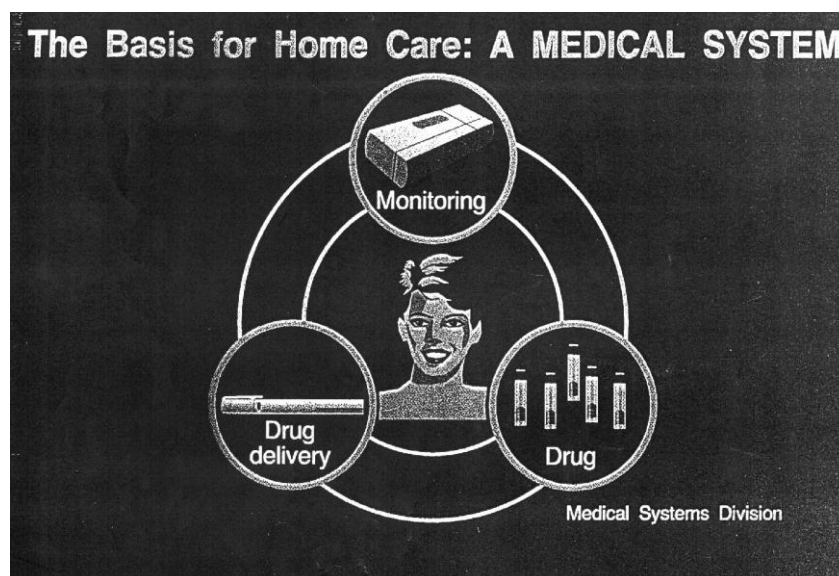 The Basis for Home Care: A MEDICAL SYSTEM
Monitoring
Drug
delivery
Drug
Medical Systems Division